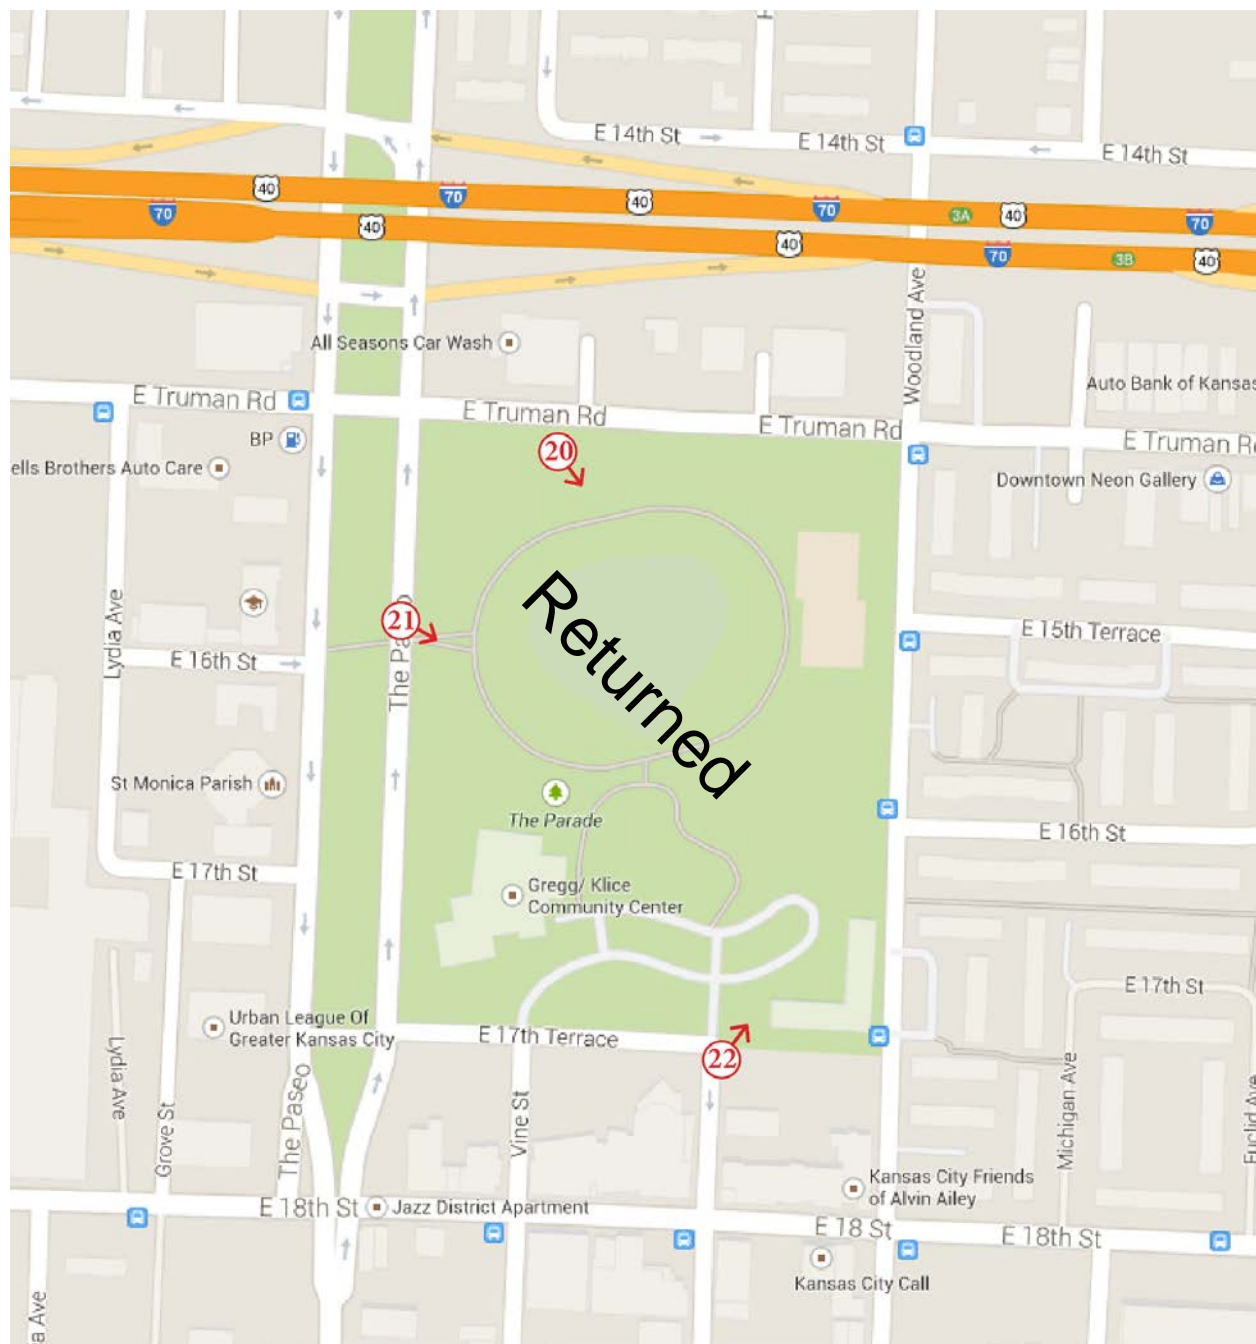 E 14th St
E 14th St
E 14th St
40
70
40
70
3A
40
70
70
40
40
70
3B
40
Woodland Ave
All Seasons Car Wash
Auto Bank of Kansas
E Truman Rd
E Truman Rd
E Truman Rd
E Truman R
BP
20
ells Brothers Auto Care
Downtown Neon Gallery
Lydia Ave
21
The Pa
Returned
E 15th Terrace
E 16th St
St Monica Parish
The Parade
E 16th St
E 17th St
Gregg/ Klice
Community Center
E 17th St
Urban League Of
Greater Kansas City
E 17th Terrace
22
Lydia Ave
Grove St
The Paseo
Vine St
Michigan Ave
Euclid Ave
Kansas City Friends
of Alvin Ailey
E 18th St
Jazz District Apartment
E 18 St
E 18th St
Kansas City Call
a Ave